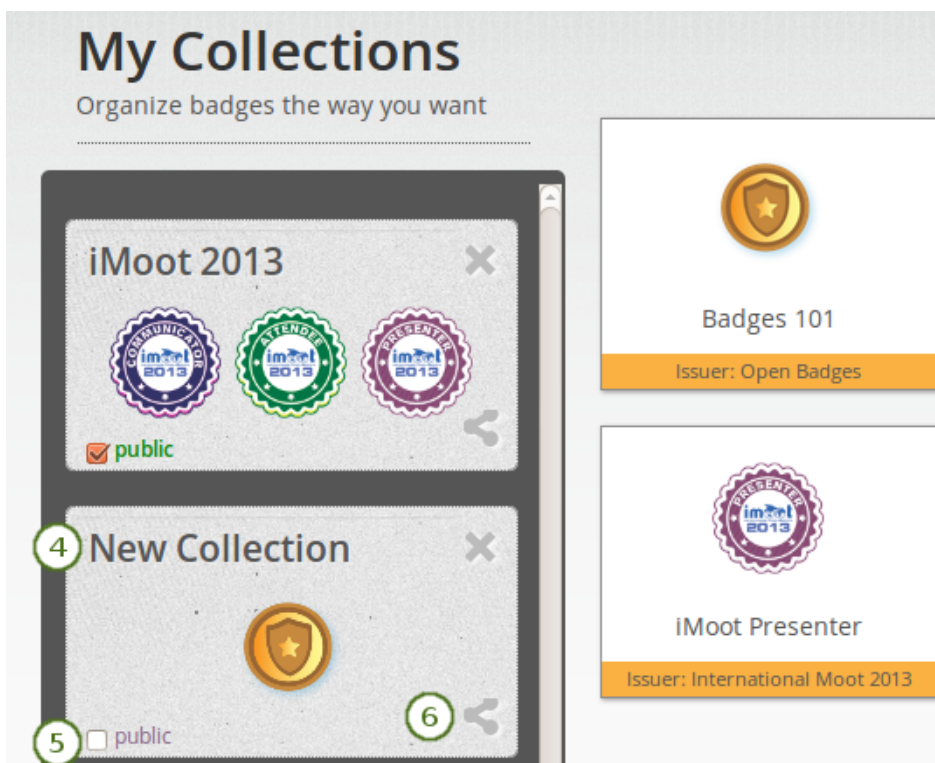 My Collections
Organize badges the way you want
iMoot 2013
COMMUNICATOR
imoot
2013
ATTENDEE
imoot
2013
PRESENTER
imoot
2013
public
4
New Collection
6
5
public
Badges 101
Issuer: Open Badges
PRESENTER
imoot
2013
iMoot Presenter
Issuer: International Moot 2013